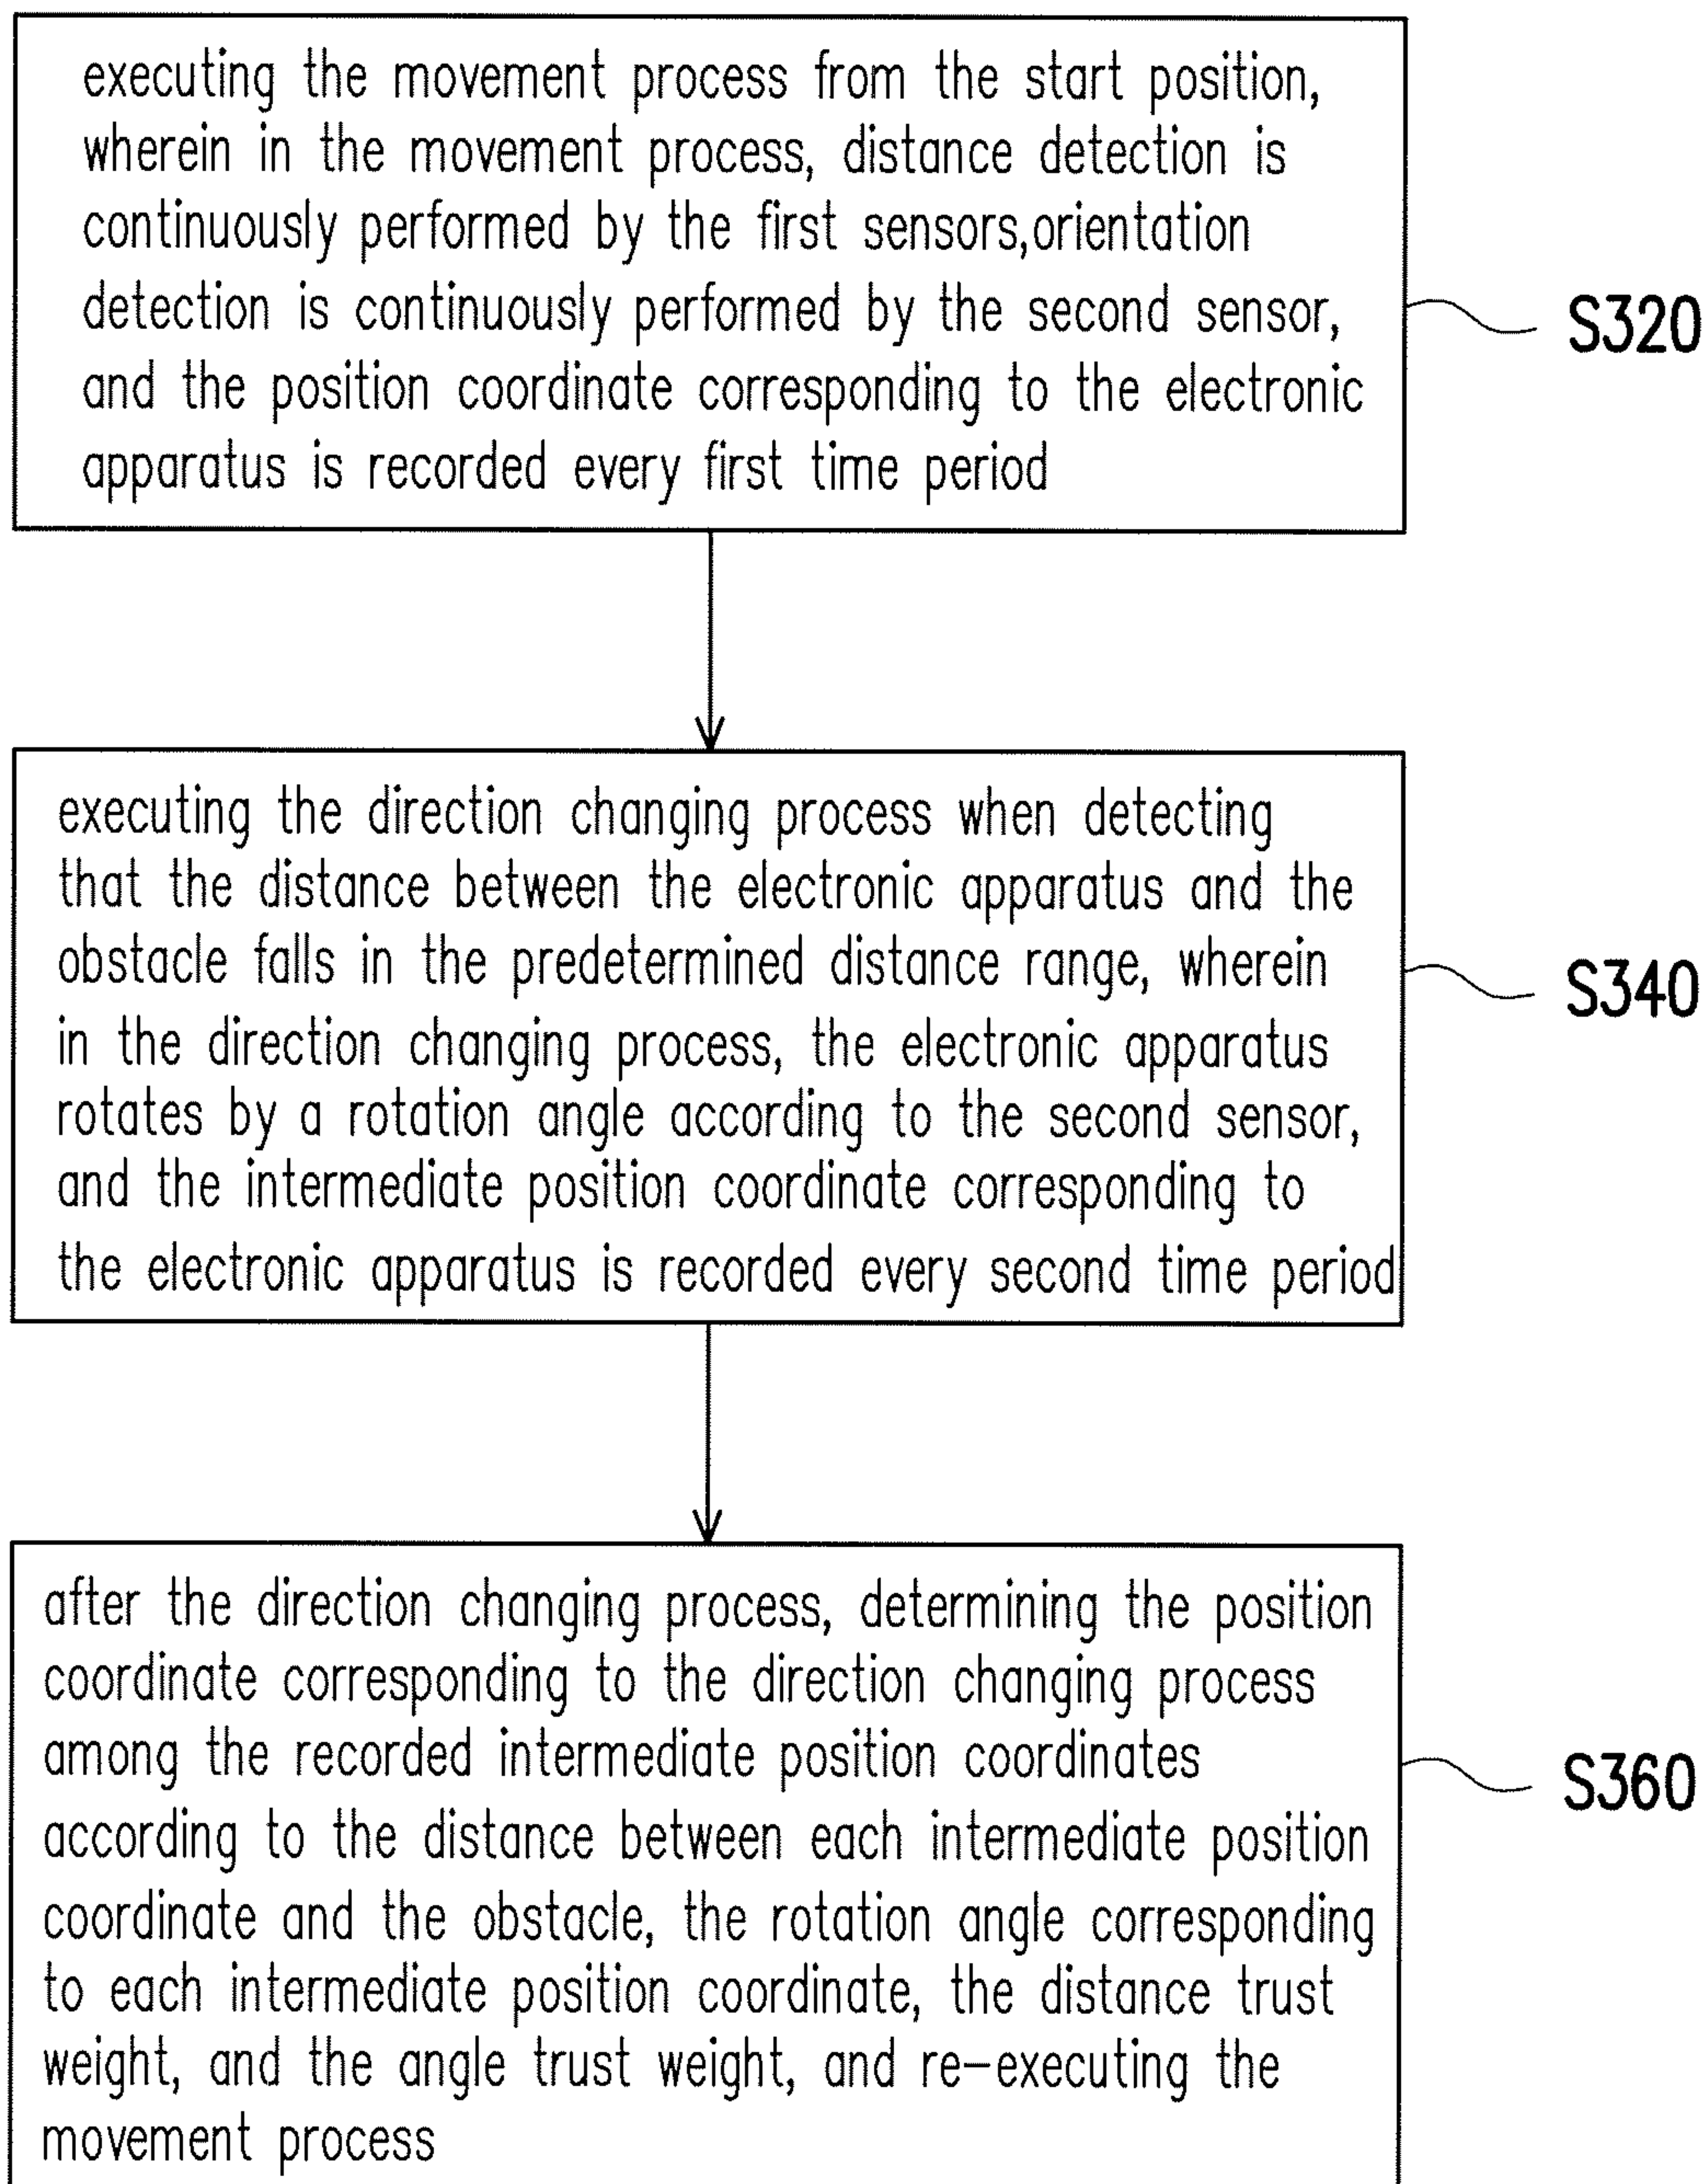 executing the movement process from the start position,
wherein in the movement process, distance detection is
continuously performed by the first sensors,orientation
detection is continuously performed by the second sensor,
and the position coordinate corresponding to the electronic
apparatus is recorded every first time period
S320
executing the direction changing process when detecting
that the distance between the electronic apparatus and the
obstacle falls in the predetermined distance range, wherein
in the direction changing process, the electronic apparatus
rotates by a rotation angle according to the second sensor,
and the intermediate position coordinate corresponding to
the electronic apparatus is recorded every second time period
S340
after the direction changing process, determining the position
coordinate corresponding to the direction changing process
among the recorded intermediate position coordinates
according to the distance between each intermediate position
coordinate and the obstacle, the rotation angle corresponding
to each intermediate position coordinate, the distance trust
weight, and the angle trust weight, and re-executing the
movement process
S360